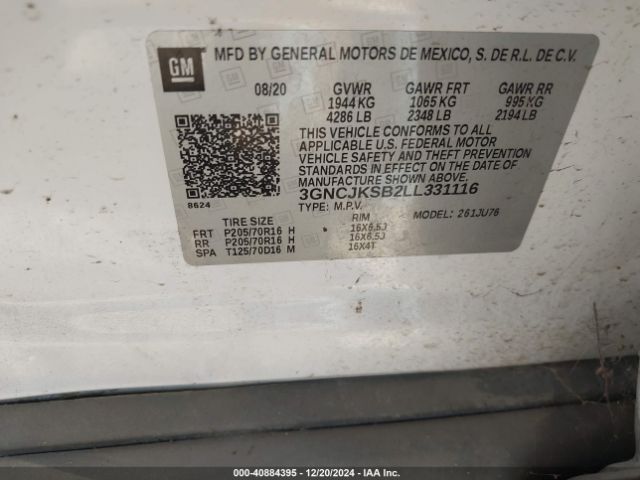 GM
MFD BY GENERAL MOTORS DE MEXICO, S. DE R.L. DE C.V.
08/20 GVWR GAWR FRT GAWR RR
1944 KG 1065 KG 995 KG
4286 LB 2348 LB 2194 LB
THIS VEHICLE CONFORMS TO ALL
APPLICABLE U.S. FEDERAL MOTOR
VEHICLE SAFETY AND THEFT PREVENTION
STANDARDS IN EFFECT ON THE DATE OF
MANUFACTURE SHOWN ABOVE.
3GNCJKSB2LL331116
8624
TYPE: M.P.V. MODEL: 261JU76
TIRE SIZE RIM
FRT P205/70R16 H 16X6.5J
RR P205/70R16 H 16X6.5J
SPA T125/70D16 M 16X4T
000-40884395 - 12/20/2024 - IAA Inc.